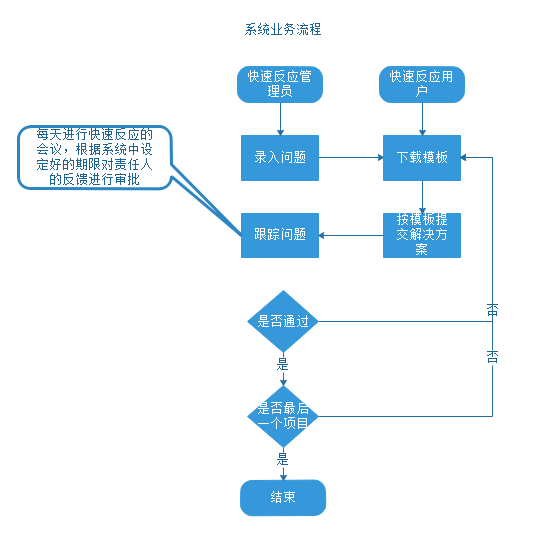 系统业务流程
快速反应管
理员
快速反应用
户
每天进行快速反应的
会议，根据系统中设
定好的期限对责任人
的反馈进行审批
录入问题
下载模板
跟踪问题
按模板提
交解决方
案
是否通过
否
是
否
是否最后
一个项目
是
结束